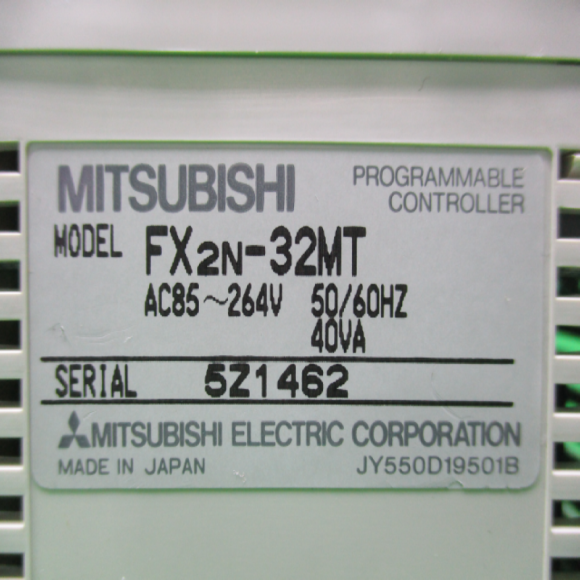 MITSUBISHI PROGRAMMABLE CONTROLLER
MODEL FX2N-32MT
AC85~264V 50/60HZ
40VA
SERIAL 5Z1462
MITSUBISHI ELECTRIC CORPORATION
MADE IN JAPAN JY550D19501B